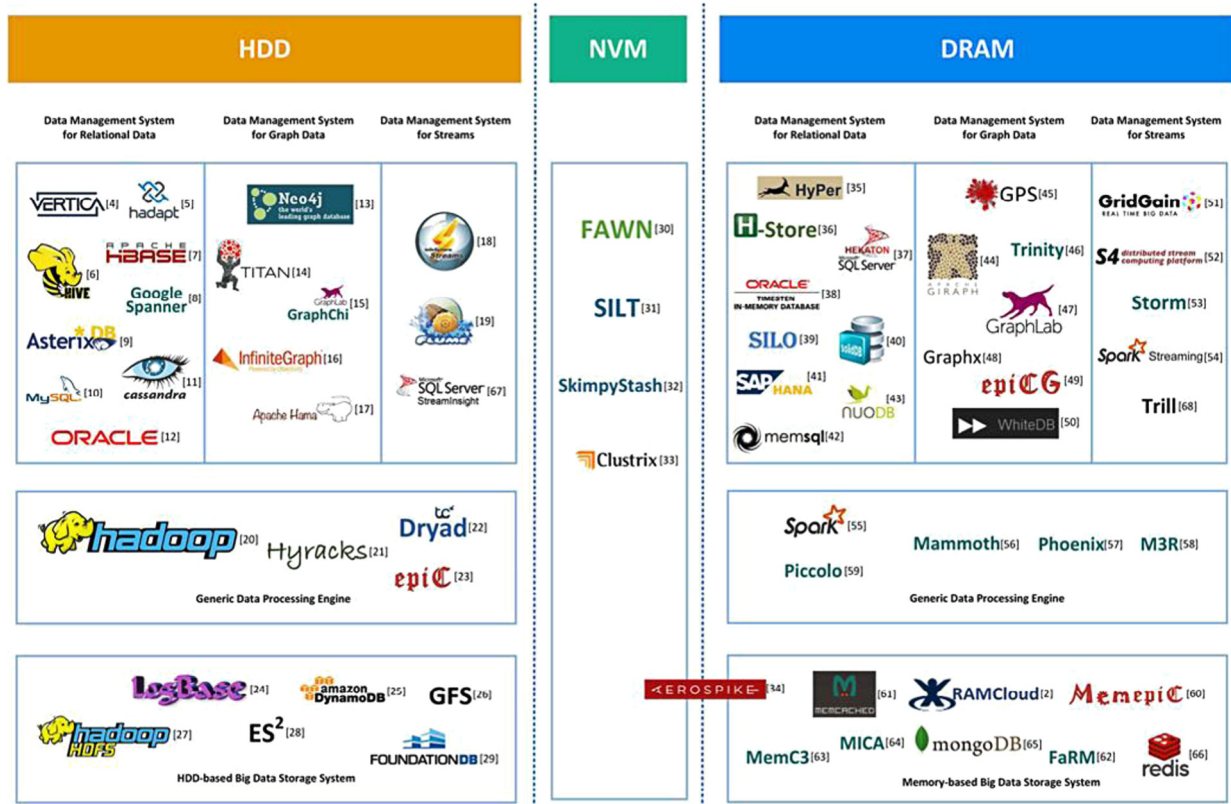 HDD
NVM
DRAM
Data Management System
for Relational Data
Data Management System
for Graph Data
Data Management System
for Streams
Data Management System
for Relational Data
Data Management System
for Graph Data
Data Management System
for Streams
VERTICA[4]
hadapt [5]
HIVE [6]
APACHE
HBASE [7]
Google
Spanner [8]
AsterixDB [9]
MySQL [10]
cassandra [11]
ORACLE [12]
Neo4j
the world's
leading graph database [13]
TITAN[14]
GraphLab
GraphChi [15]
InfiniteGraph [16]
Apache Hama [17]
Streams [18]
[19]
Microsoft
SQL Server
StreamInsight [67]
FAWN [30]
SILT [31]
SkimpyStash [32]
Clustrix [33]
HyPer [35]
H-Store [36]
HEKATON
Microsoft
SQL Server [37]
ORACLE
TIMESTEN
IN-MEMORY DATABASE [38]
SILO [39]
solidDB [40]
SAP HANA [41]
NUODB [43]
memsql [42]
GPS[45]
APACHE
GIRAPH [44]
Trinity [46]
GraphLab [47]
Graphx [48]
epiCG [49]
WhiteDB [50]
GridGain
REAL TIME BIG DATA [51]
S4 distributed stream
computing platform [52]
Storm [53]
Spark Streaming [54]
Trill [68]
hadoop [20]
Hyracks [21]
Dryad [22]
epiC [23]
Spark [55]
Mammoth [56]
Phoenix [57]
M3R [58]
Piccolo [59]
Generic Data Processing Engine
Generic Data Processing Engine
LogBase [24]
amazon
DynamoDB [25]
GFS [26]
hadoop
HDFS [27]
ES2 [28]
FOUNDATIONDB [29]
HDD-based Big Data Storage System
AEROSPIKE [34]
MEMCACHED [61]
RAMCloud [2]
MemepiC [60]
MemC3 [63]
MICA [64]
mongoDB [65]
FaRM [62]
redis [66]
Memory-based Big Data Storage System